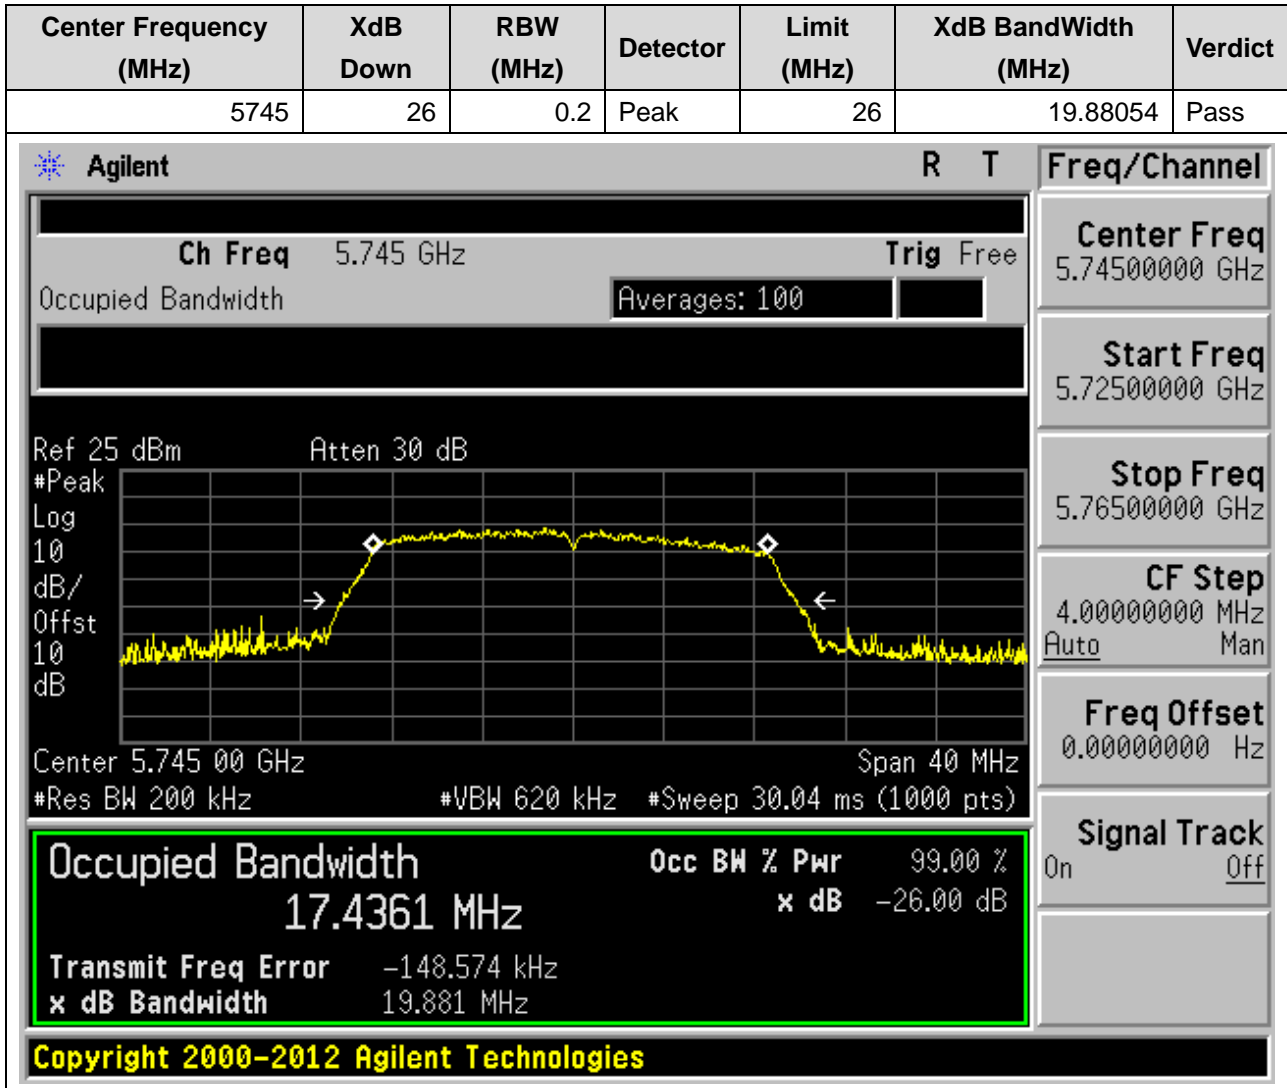 Center Frequency (MHz) XdB Down RBW (MHz) Detector Limit (MHz) XdB BandWidth (MHz) Verdict
5745 26 0.2 Peak 26 19.88054 Pass
Agilent R T Freq/Channel
Ch Freq 5.745 GHz Trig Free
Occupied Bandwidth Averages: 100
Center Freq
5.74500000 GHz
Start Freq
5.72500000 GHz
Stop Freq
5.76500000 GHz
CF Step
4.00000000 MHz
Auto Man
Freq Offset
0.00000000 Hz
Signal Track
On Off
Ref 25 dBm Atten 30 dB
#Peak
Log
10
dB/
Offst
10
dB
Center 5.745 00 GHz Span 40 MHz
#Res BW 200 kHz #VBW 620 kHz #Sweep 30.04 ms (1000 pts)
Occupied Bandwidth Occ BW % Pwr 99.00 %
17.4361 MHz x dB -26.00 dB
Transmit Freq Error -148.574 kHz
x dB Bandwidth 19.881 MHz
Copyright 2000-2012 Agilent Technologies